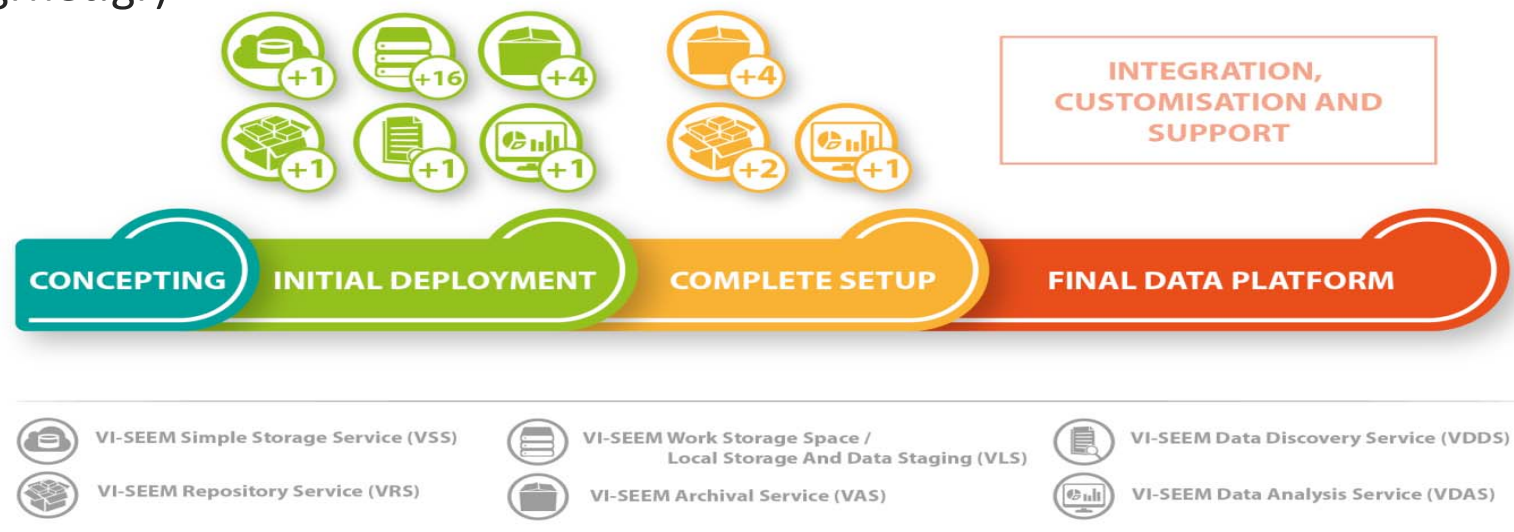 +1
+16
+4
+4
+1
+1
+1
+2
+1
INTEGRATION,
CUSTOMISATION AND
SUPPORT
CONCEPTING
INITIAL DEPLOYMENT
COMPLETE SETUP
FINAL DATA PLATFORM
VI-SEEM Simple Storage Service (VSS)
VI-SEEM Work Storage Space /
Local Storage And Data Staging (VLS)
VI-SEEM Data Discovery Service (VDDS)
VI-SEEM Repository Service (VRS)
VI-SEEM Archival Service (VAS)
VI-SEEM Data Analysis Service (VDAS)